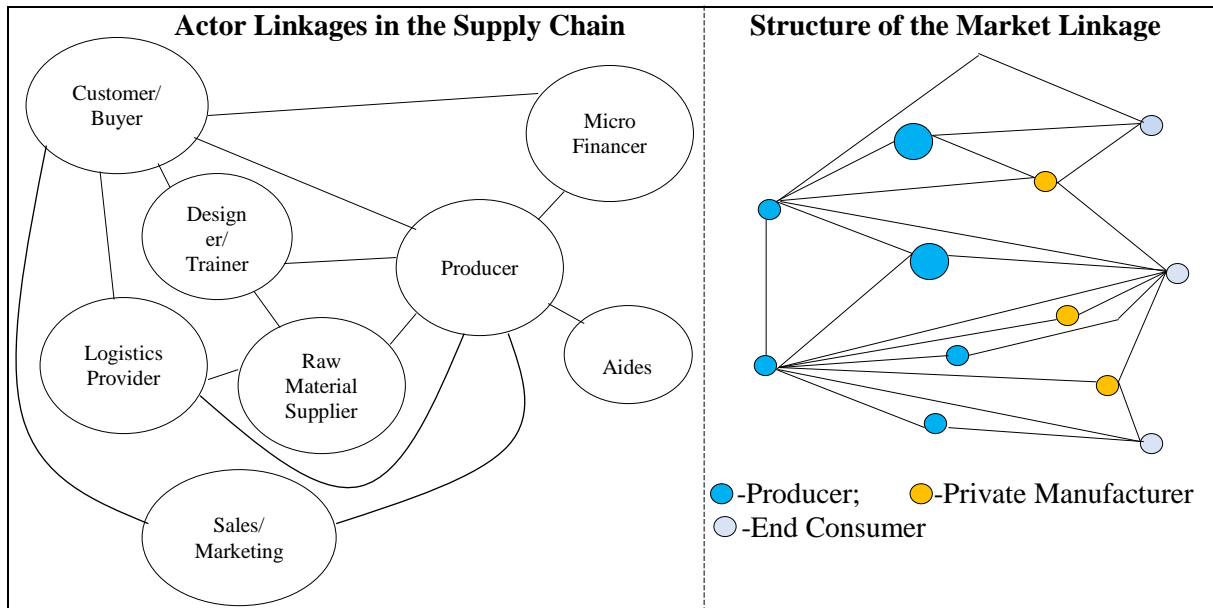 Actor Linkages in the Supply Chain
Customer/
Buyer
Micro
Financer
Design
er/
Trainer
Producer
Logistics
Provider
Raw
Material
Supplier
Aides
Sales/
Marketing
Structure of the Market Linkage
-Producer;
-Private Manufacturer
-End Consumer